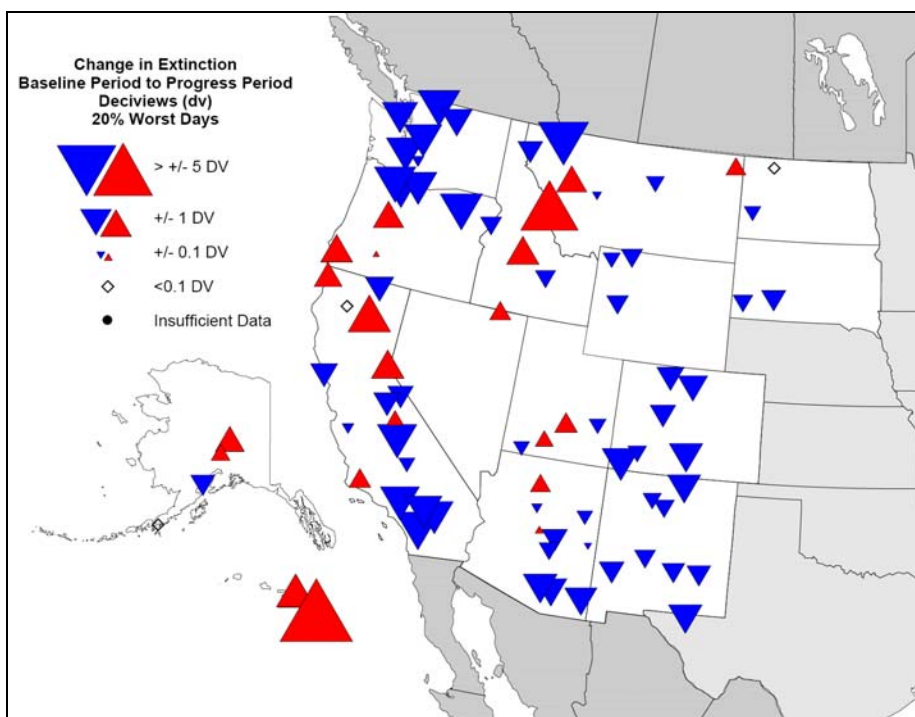 Change in Extinction
Baseline Period to Progress Period
Deciviews (dv)
20% Worst Days
> +/- 5 DV
+/- 1 DV
+/- 0.1 DV
<0.1 DV
Insufficient Data